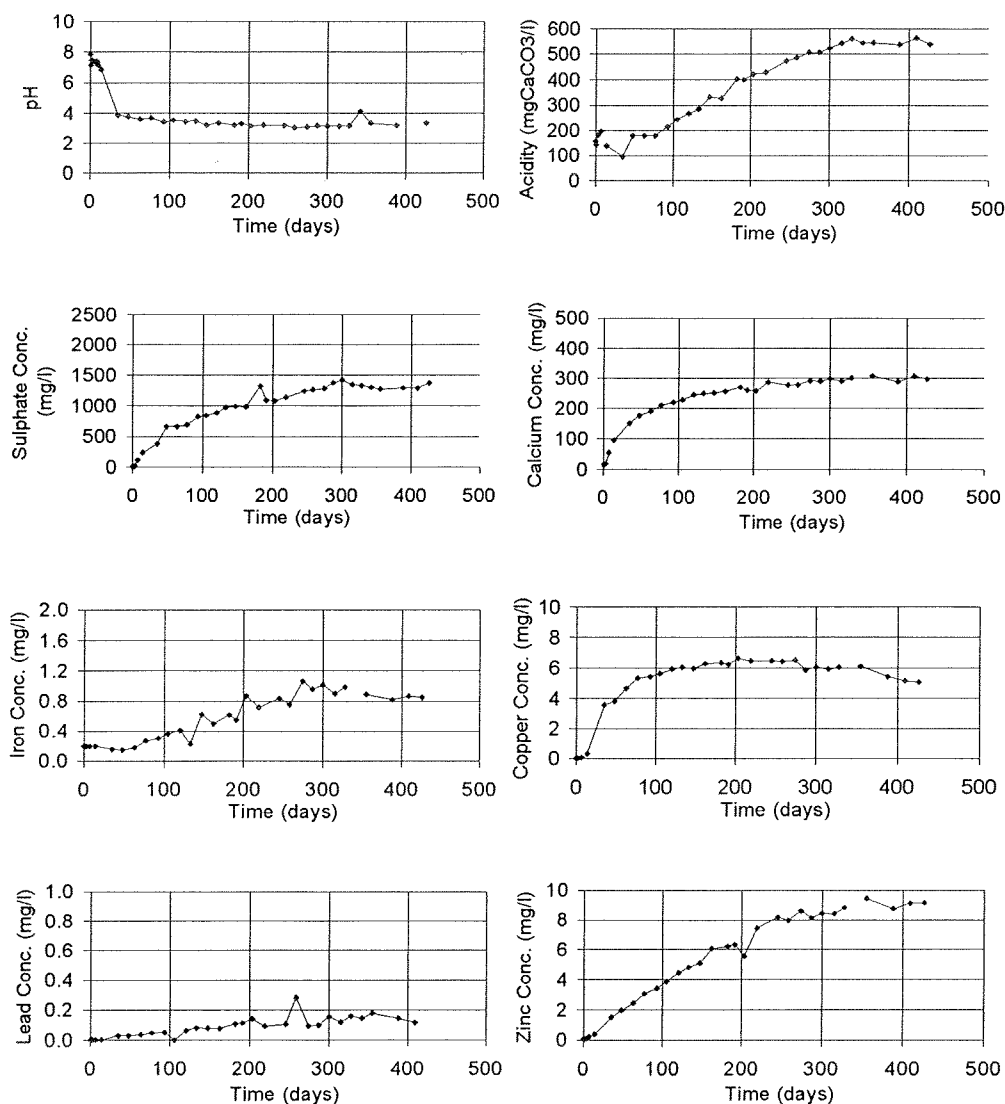 pH
10
8
6
4
2
0
0 100 200 300 400 500
Time (days)
Acidity (mgCaCO3/l)
600
500
400
300
200
100
0
0 100 200 300 400 500
Time (days)
Sulphate Conc.
(mg/l)
2500
2000
1500
1000
500
0
0 100 200 300 400 500
Time (days)
Calcium Conc. (mg/l)
500
400
300
200
100
0
0 100 200 300 400 500
Time (days)
Iron Conc. (mg/l)
2.0
1.6
1.2
0.8
0.4
0.0
0 100 200 300 400 500
Time (days)
Copper Conc. (mg/l)
10
8
6
4
2
0
0 100 200 300 400 500
Time (days)
Lead Conc. (mg/l)
1.0
0.8
0.6
0.4
0.2
0.0
0 100 200 300 400 500
Time (days)
Zinc Conc. (mg/l)
10
8
6
4
2
0
0 100 200 300 400 500
Time (days)